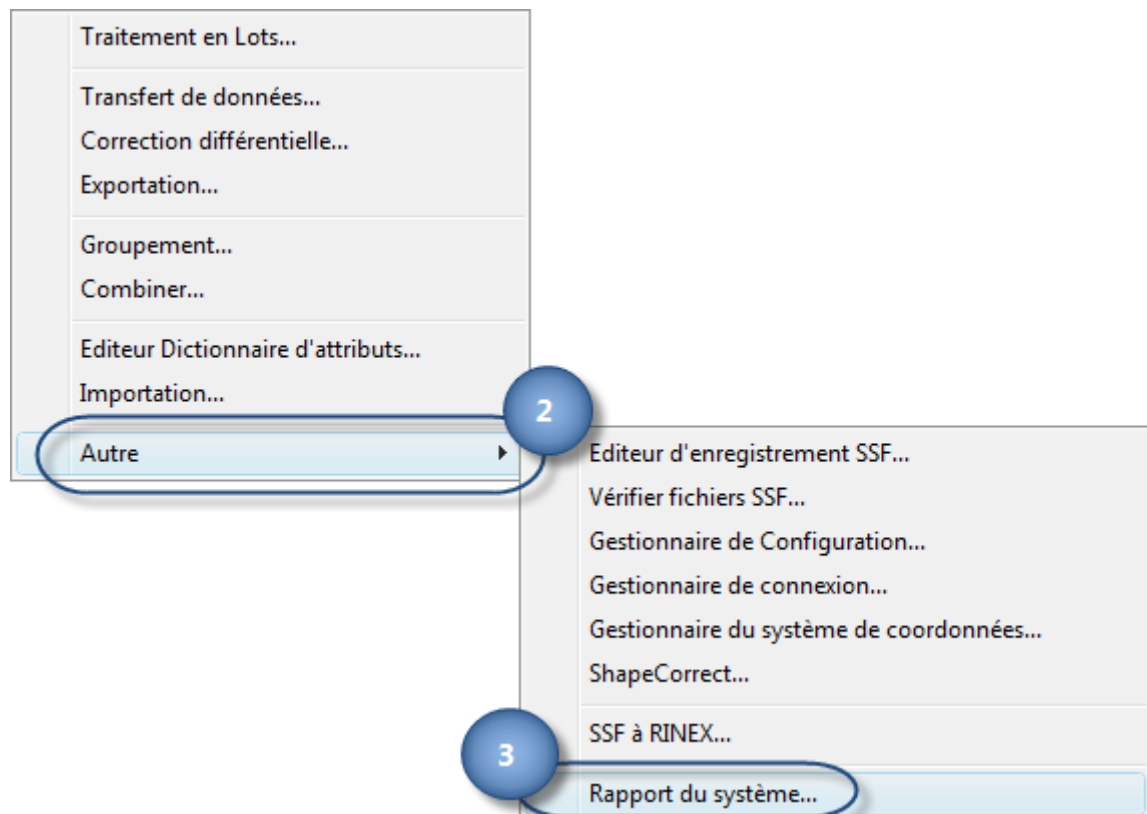 Traitement en Lots...
Transfert de données...
Correction différentielle...
Exportation...
Groupement...
Combiner...
Editeur Dictionnaire d'attributs...
Importation...
2
Autre
Editeur d'enregistrement SSF...
Vérifier fichiers SSF...
Gestionnaire de Configuration...
Gestionnaire de connexion...
Gestionnaire du système de coordonnées...
ShapeCorrect...
SSF à RINEX...
3
Rapport du système...